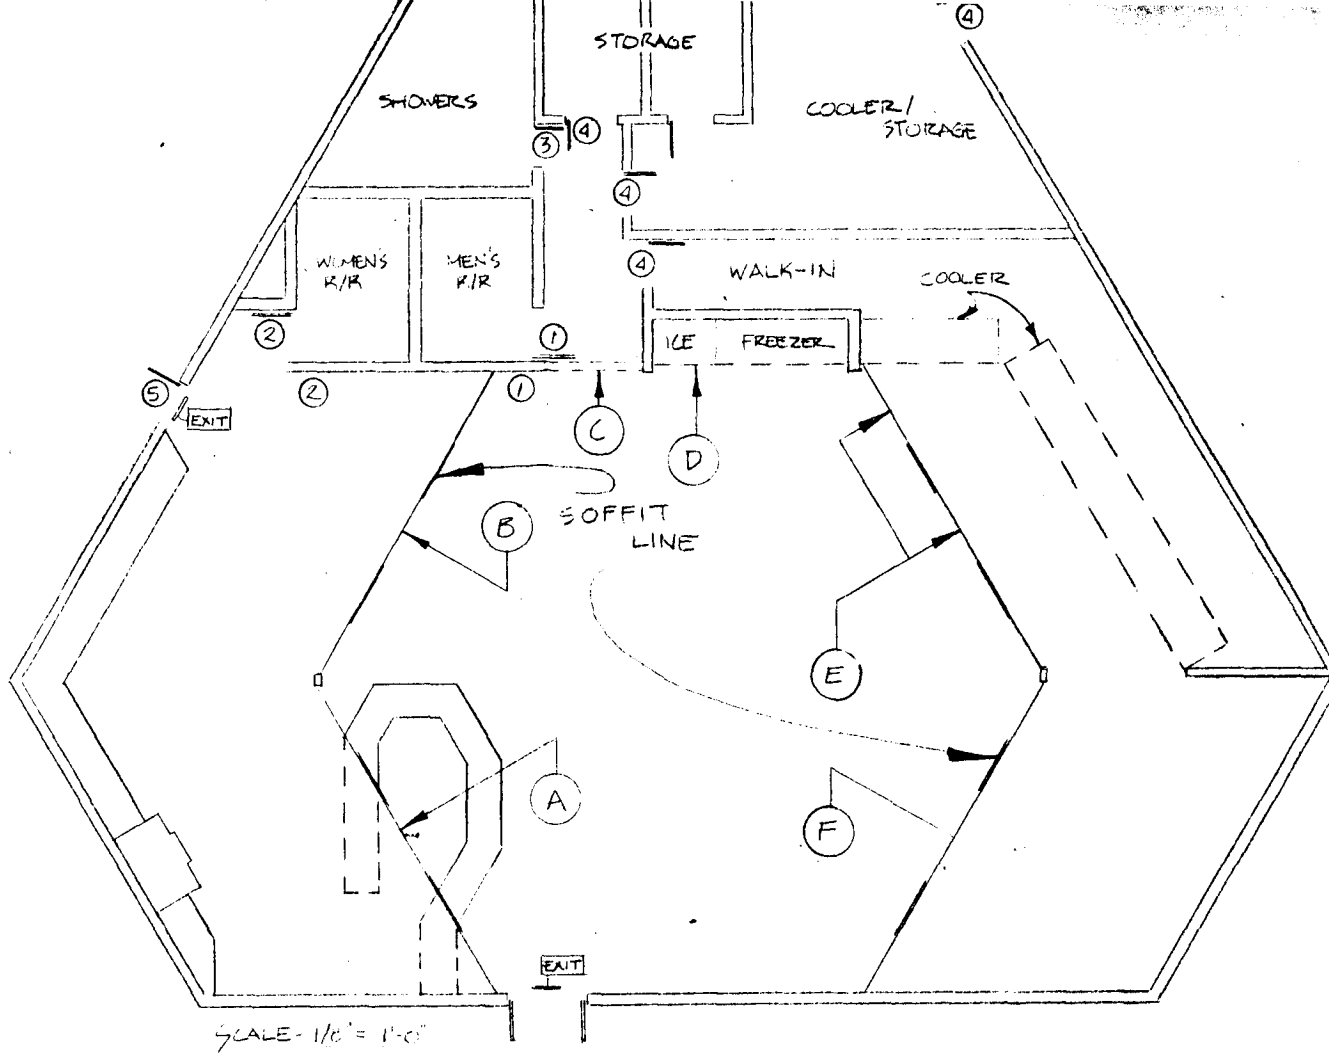 ④
STORAGE
SHOWERS
COOLER/
STORAGE
④
③
④
WOMEN'S
R/R
MEN'S
R/R
④
WALK-IN
COOLER
②
①
ICE
FREEZER
⑤
②
①
EXIT
C
D
B
SOFFIT
LINE
E
A
F
EXIT
SCALE- 1/8" = 1'-0"